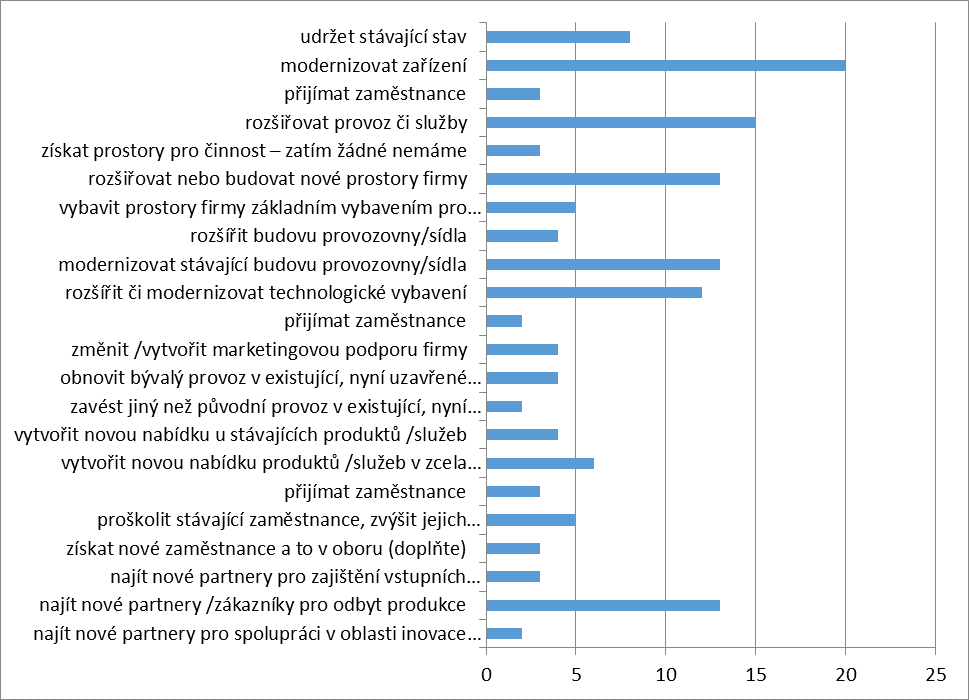 udržet stávající stav
modernizovat zařízení
přijímat zaměstnance
rozšiřovat provoz či služby
získat prostory pro činnost – zatím žádné nemáme
rozšiřovat nebo budovat nové prostory firmy
vybavit prostory firmy základním vybavením pro…
rozšířit budovu provozovny/sídla
modernizovat stávající budovu provozovny/sídla
rozšířit či modernizovat technologické vybavení
přijímat zaměstnance
změnit /vytvořit marketingovou podporu firmy
obnovit bývalý provoz v existující, nyní uzavřené…
zavést jiný než původní provoz v existující, nyní…
vytvořit novou nabídku u stávajících produktů /služeb
vytvořit novou nabídku produktů /služeb v zcela…
přijímat zaměstnance
proškolit stávající zaměstnance, zvýšit jejich…
získat nové zaměstnance a to v oboru (doplňte)
najít nové partnery pro zajištění vstupních…
najít nové partnery /zákazníky pro odbyt produkce
najít nové partnery pro spolupráci v oblasti inovace…
0 5 10 15 20 25